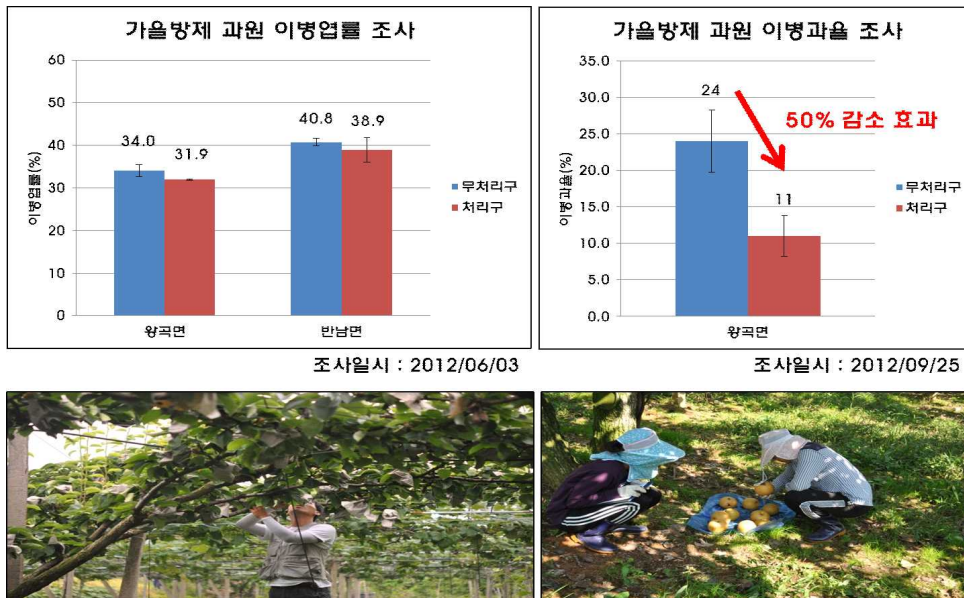 가을방제 과원 이병엽률 조사
60
50
40
30
20
10
0
이병엽률(%)
34.0
31.9
40.8
38.9
왕곡면
반남면
무처리구
처리구
조사일시 : 2012/06/03
가을방제 과원 이병과율 조사
35.0
30.0
25.0
20.0
15.0
10.0
5.0
0.0
이병과율(%)
24
11
50% 감소 효과
왕곡면
무처리구
처리구
조사일시 : 2012/09/25